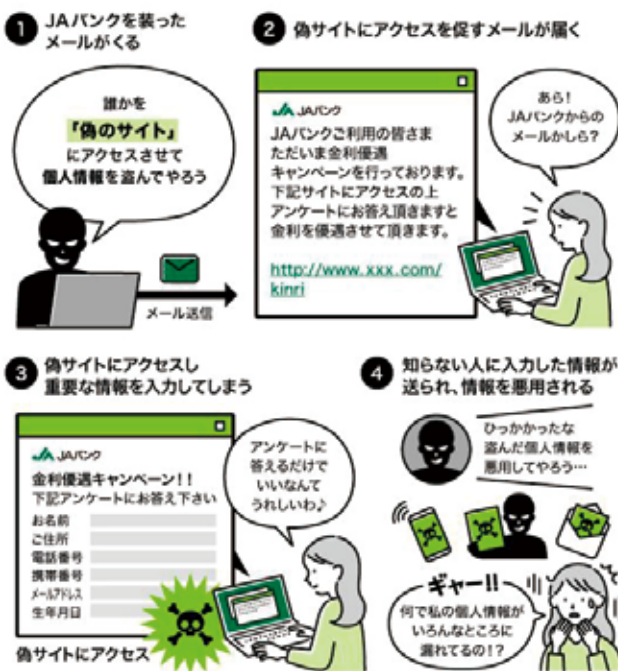 1 JAバンクを装った
メールがくる
誰かを
『偽のサイト』
にアクセスさせて
個人情報を盗んでやろう
メール送信
2 偽サイトにアクセスを促すメールが届く
JA JAバンク
JAバンクご利用の皆さま
ただいま金利優遇
キャンペーンを行っております。
下記サイトにアクセスの上
アンケートにお答え頂きますと
金利を優遇させて頂きます。
http://www.xxx.com/
kinri
あら!
JAバンクからの
メールかしら?
3 偽サイトにアクセスし
重要な情報を入力してしまう
JA JAバンク
金利優遇キャンペーン!!
下記アンケートにお答え下さい
お名前
ご住所
電話番号
携帯番号
メールアドレス
生年月日
偽サイトにアクセス
アンケートに
答えるだけで
いいなんて
うれしいわ♪
4 知らない人に入力した情報が
送られ、情報を悪用される
ひっかかったな
盗んだ個人情報を
悪用してやろう…
ギャー!!
何で私の個人情報が
いろんなところに
漏れてるの!?